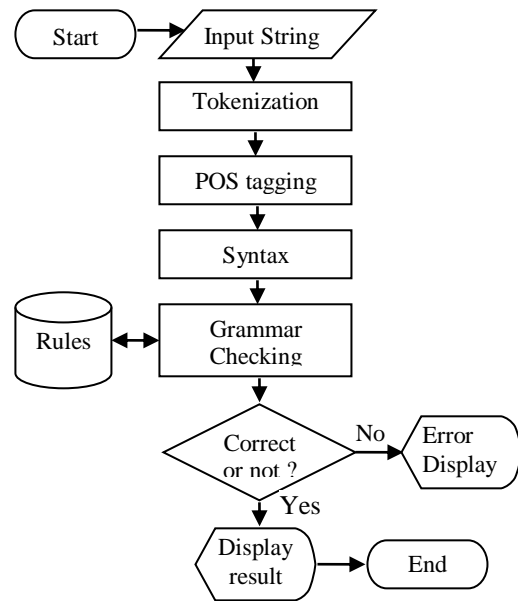 Start
Input String
Tokenization
POS tagging
Syntax
Rules
Grammar
Checking
Correct
or not ?
No
Error
Display
Yes
Display
result
End